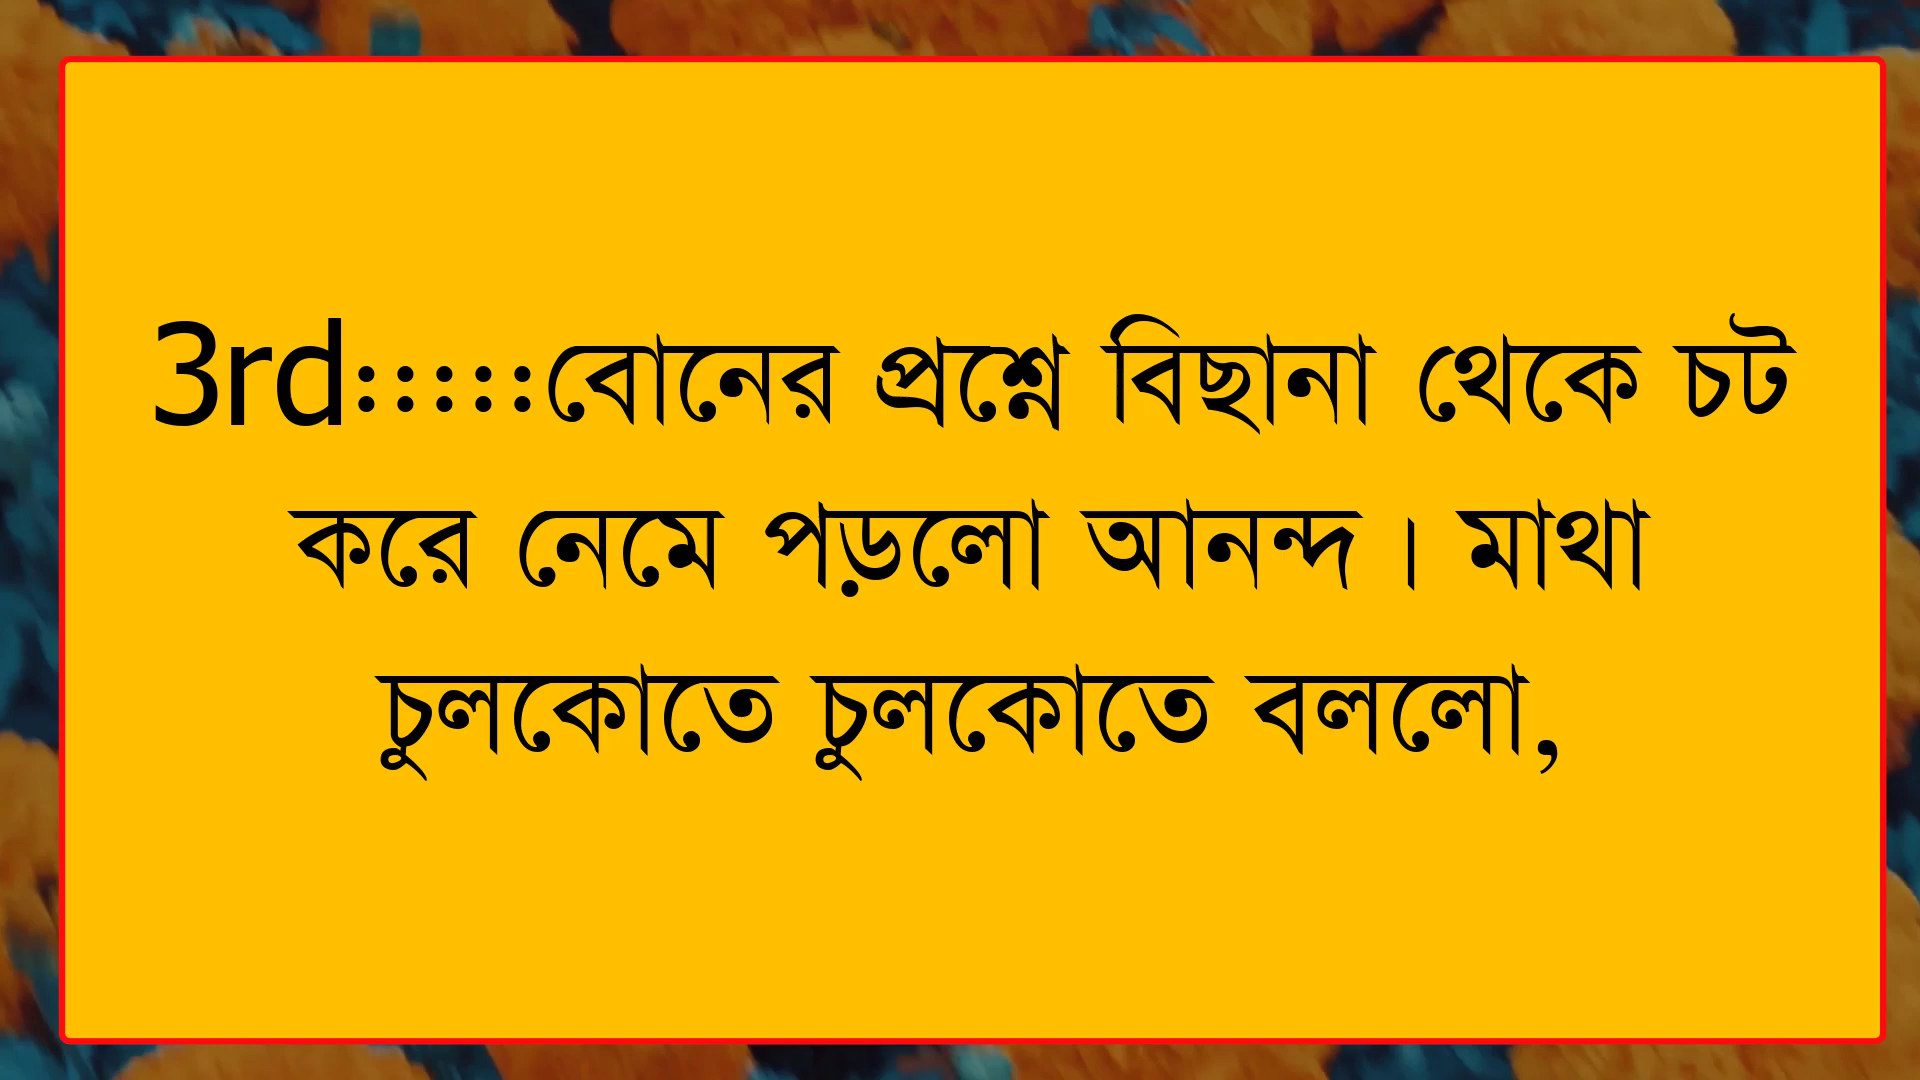 3rdঃঃঃঃঃবোনের প্রশ্নে বিছানা থেকে চট
করে নেমে পড়লো আনন্দ । মাথা
চুলকোতে চুলকোতে বললো,